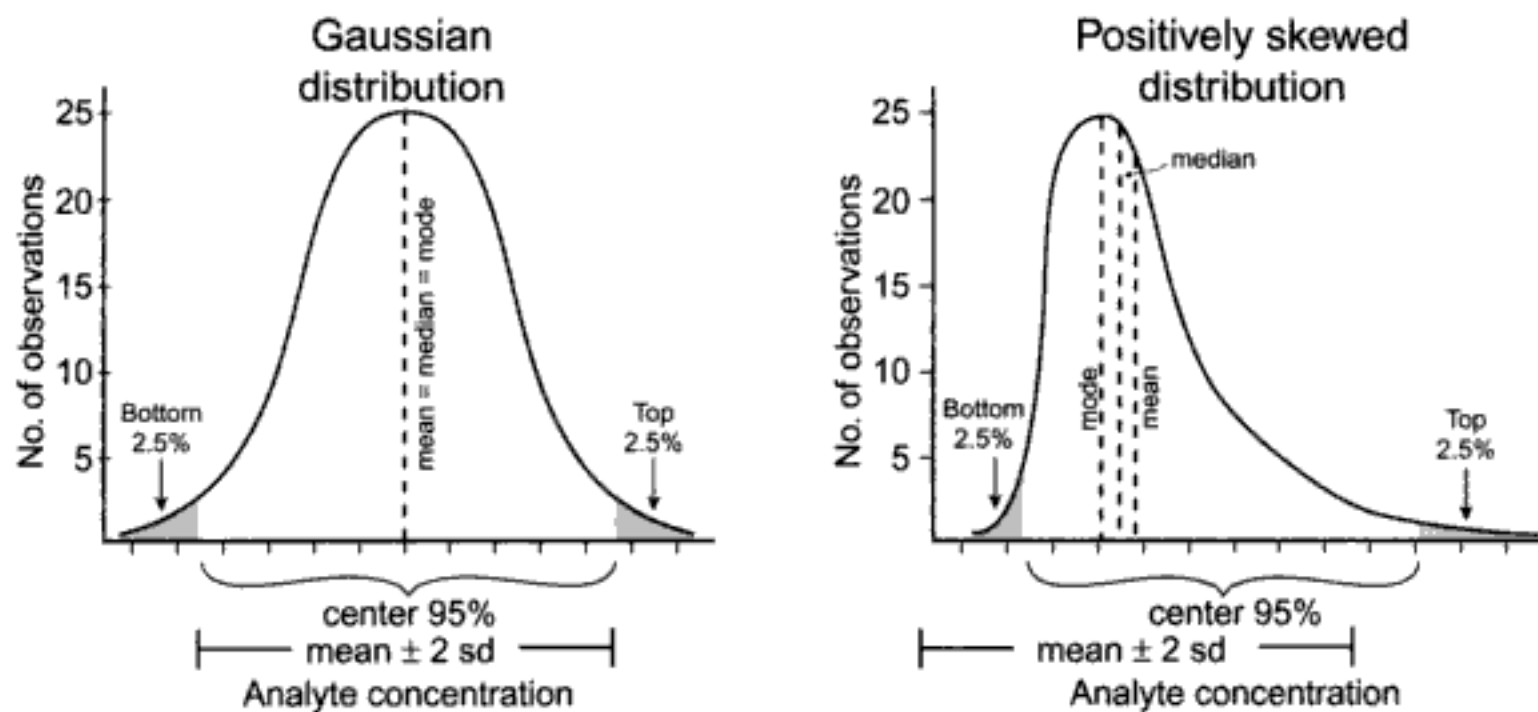 Gaussian
distribution
No. of observations
25
20
15
10
5
mean = median = mode
Bottom
2.5%
Top
2.5%
center 95%
mean ± 2 sd
Analyte concentration
Positively skewed
distribution
No. of observations
25
20
15
10
5
median
mode
mean
Bottom
2.5%
Top
2.5%
center 95%
mean ± 2 sd
Analyte concentration